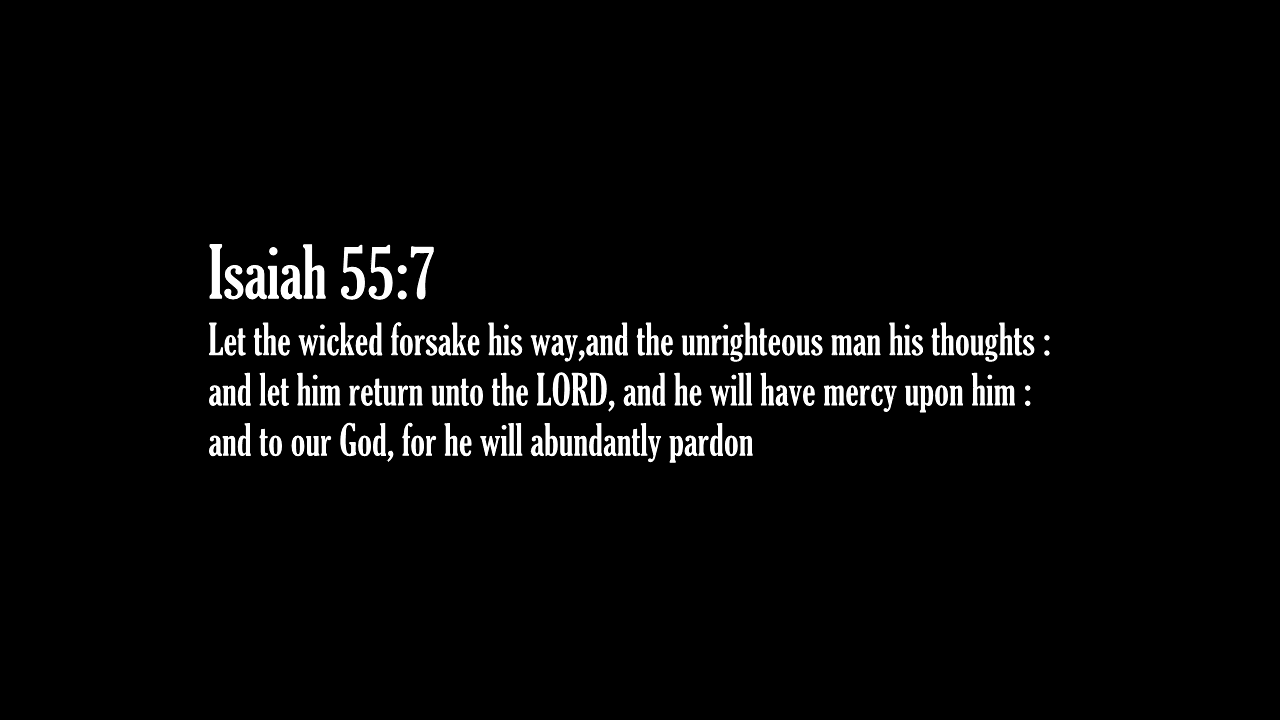 Isaiah 55:7
Let the wicked forsake his way,and the unrighteous man his thoughts :
and let him return unto the LORD, and he will have mercy upon him :
and to our God, for he will abundantly pardon